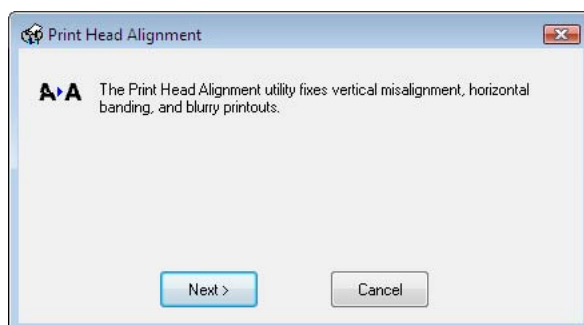 Print Head Alignment
A▸A The Print Head Alignment utility fixes vertical misalignment, horizontal
banding, and blurry printouts.
Next >
Cancel